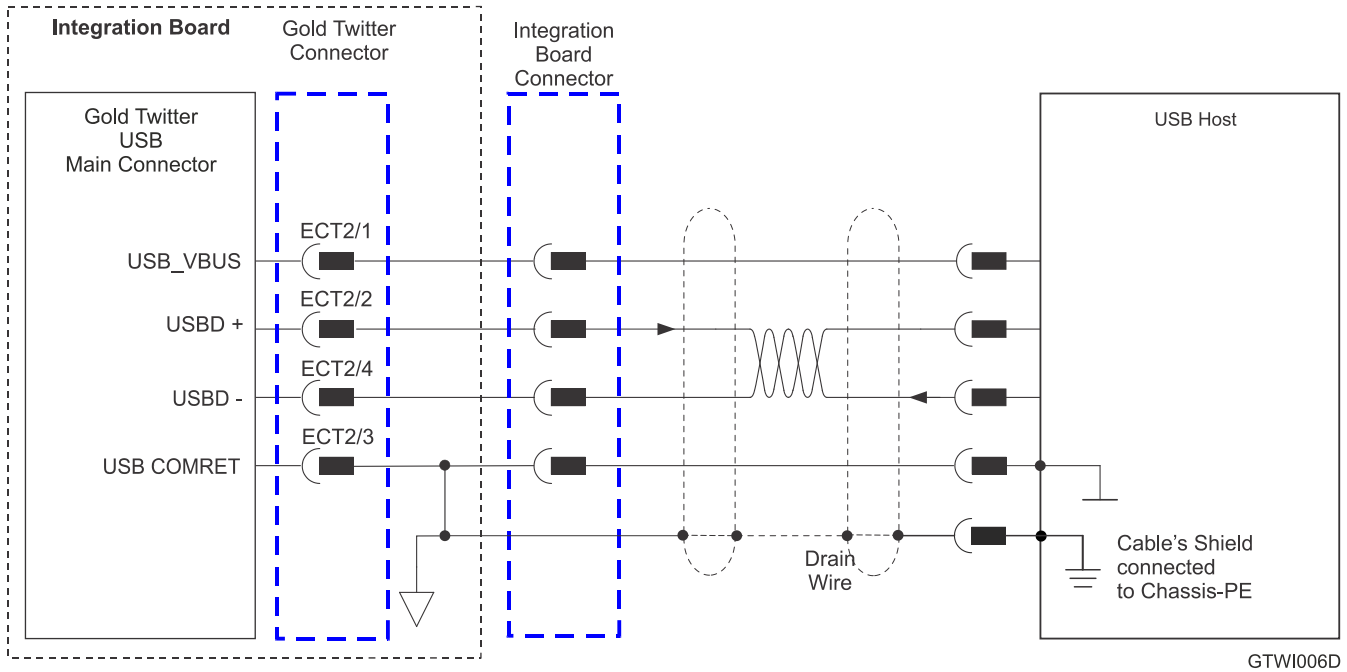 Integration Board
Gold Twitter
Connector
Integration
Board
Connector
Gold Twitter
USB
Main Connector
USB Host
ECT2/1
USB_VBUS
ECT2/2
USBD +
ECT2/4
USBD -
ECT2/3
USB COMRET
Drain
Wire
Cable's Shield
connected
to Chassis-PE
GTWI006D